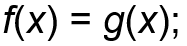 f(x) = g(x);